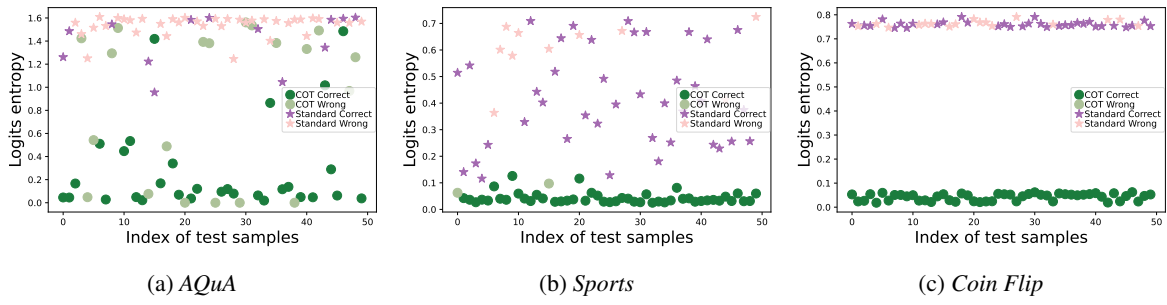 Logits entropy
1.6
1.4
1.2
1.0
0.8
0.6
0.4
0.2
0.0
COT Correct
COT Wrong
Standard Correct
Standard Wrong
0 10 20 30 40 50
Index of test samples
(a) AQuA
Logits entropy
0.7
0.6
0.5
0.4
0.3
0.2
0.1
0.0
COT Correct
COT Wrong
Standard Correct
Standard Wrong
0 10 20 30 40 50
Index of test samples
(b) Sports
Logits entropy
0.8
0.7
0.6
0.5
0.4
0.3
0.2
0.1
0.0
COT Correct
COT Wrong
Standard Correct
Standard Wrong
0 10 20 30 40 50
Index of test samples
(c) Coin Flip